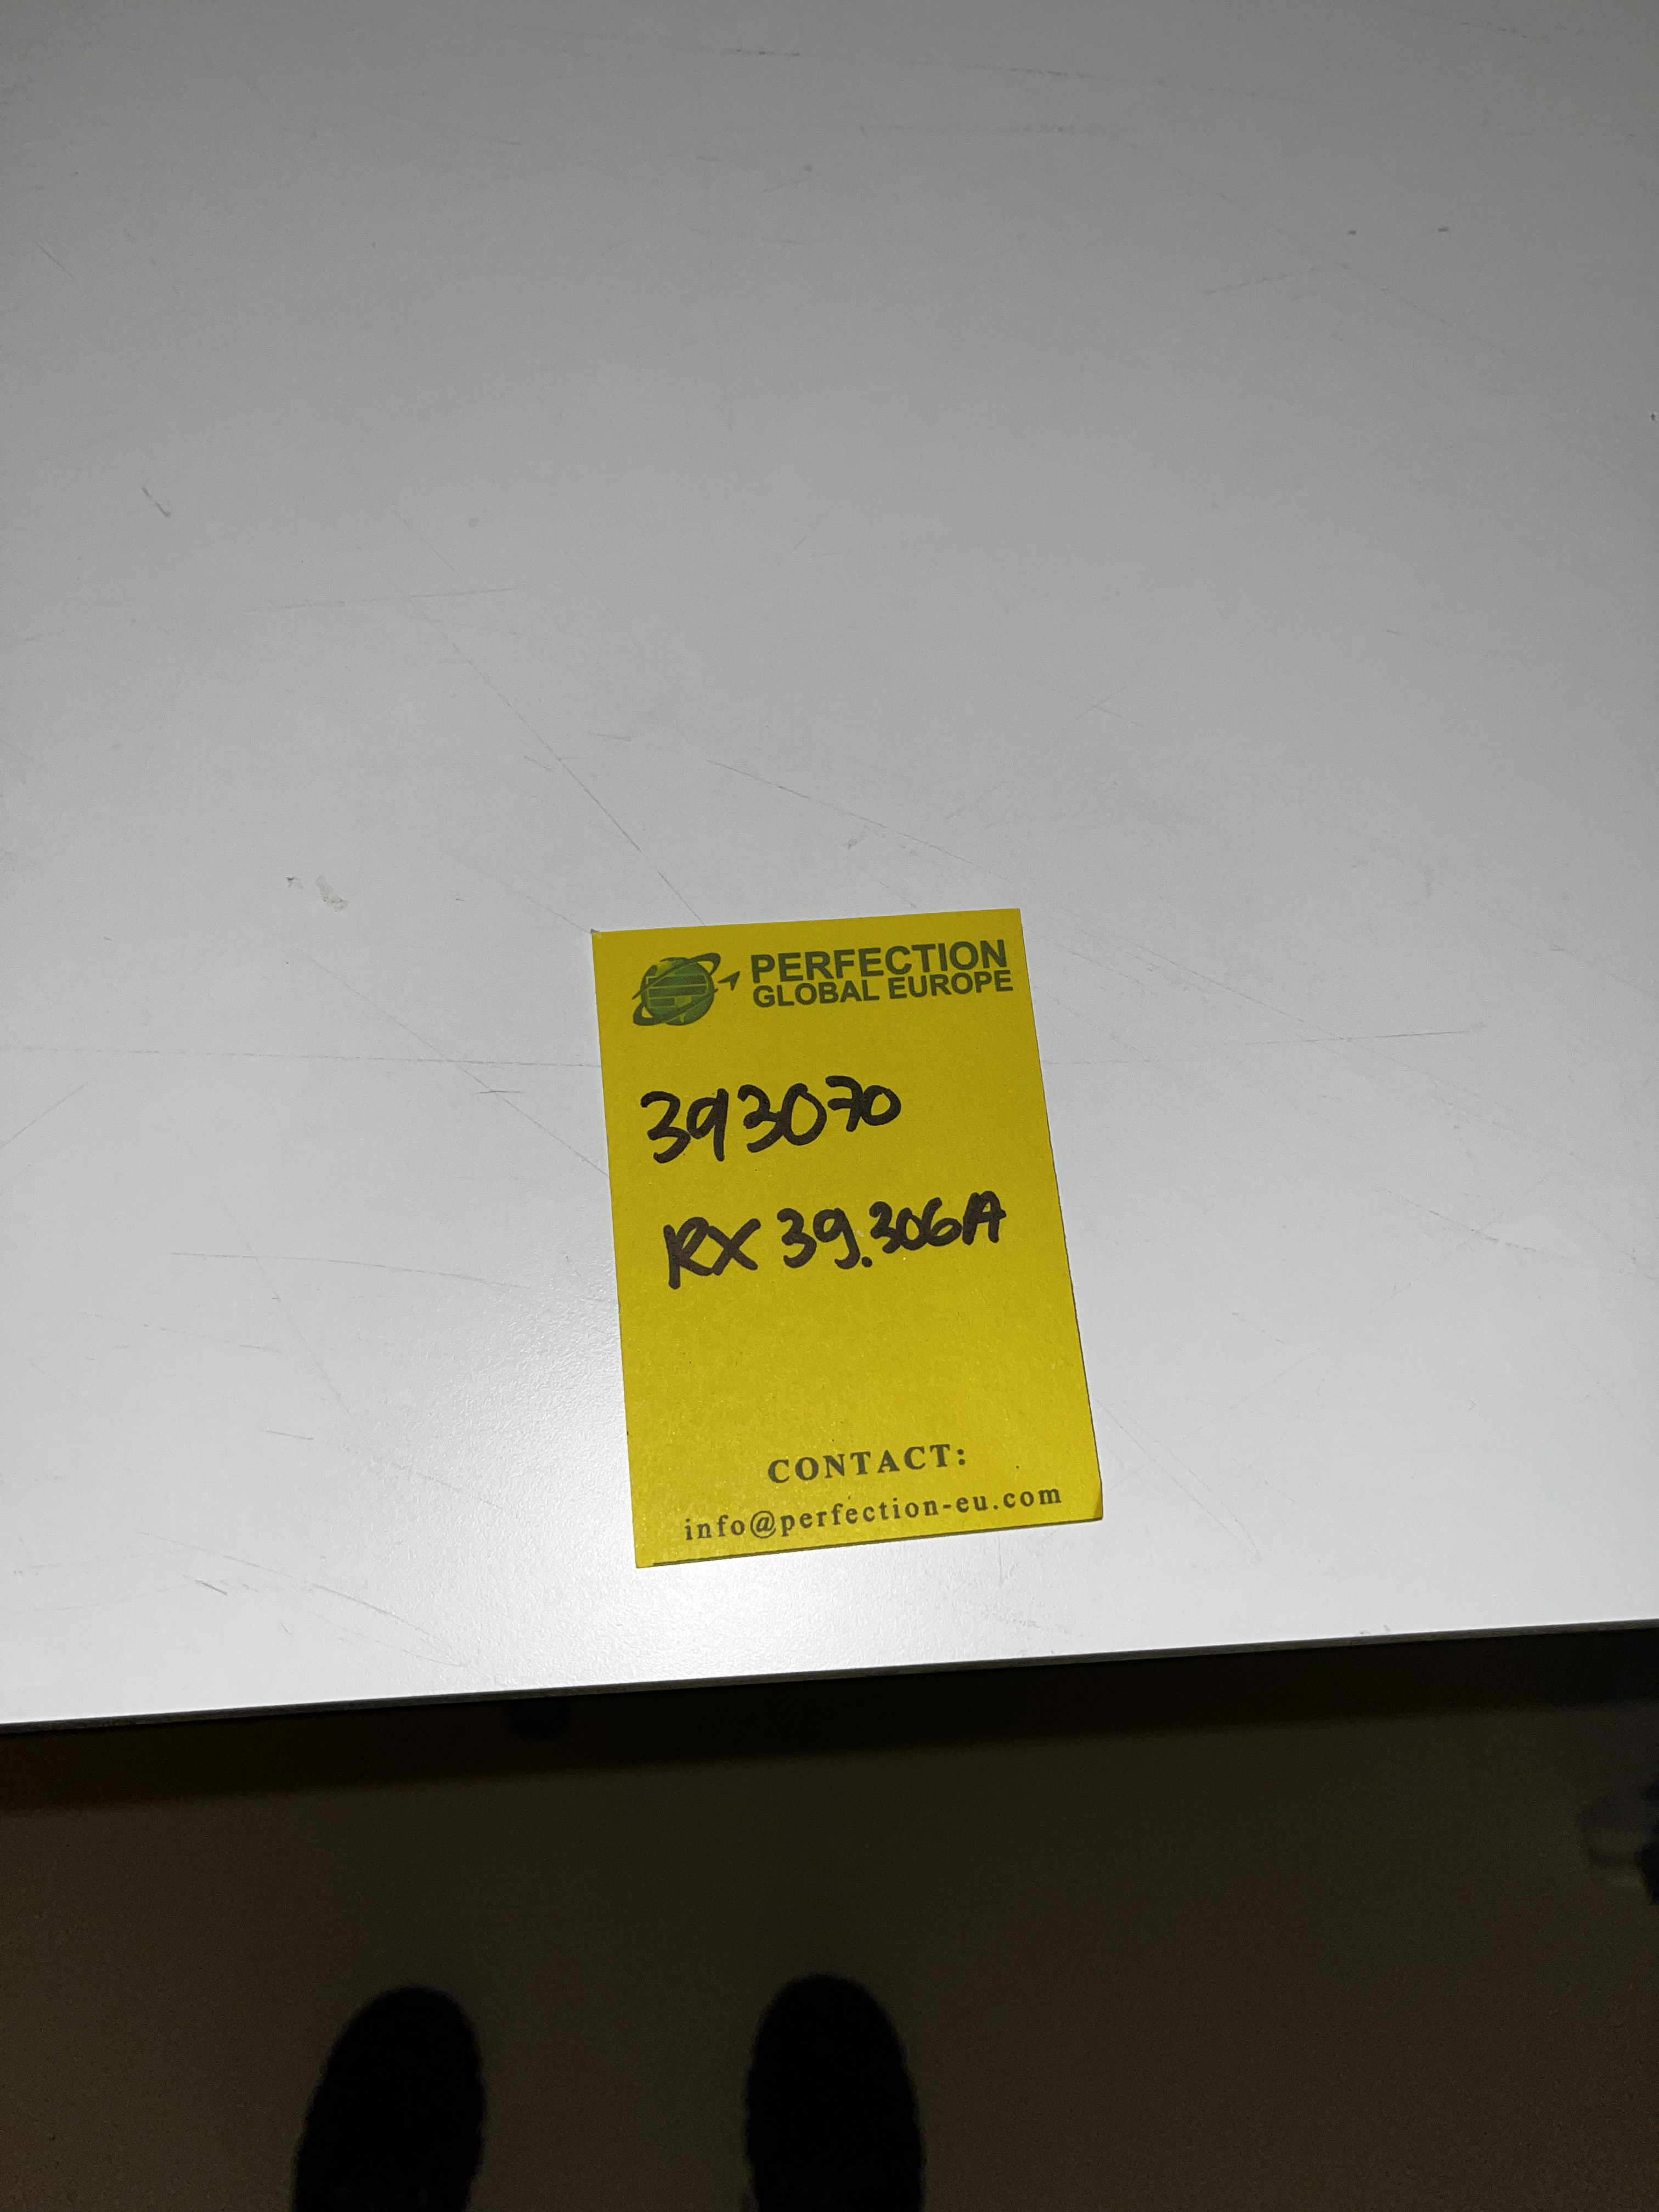 PERFECTION
GLOBAL EUROPE
393070
RX 39.306A
CONTACT:
info@perfection-eu.com